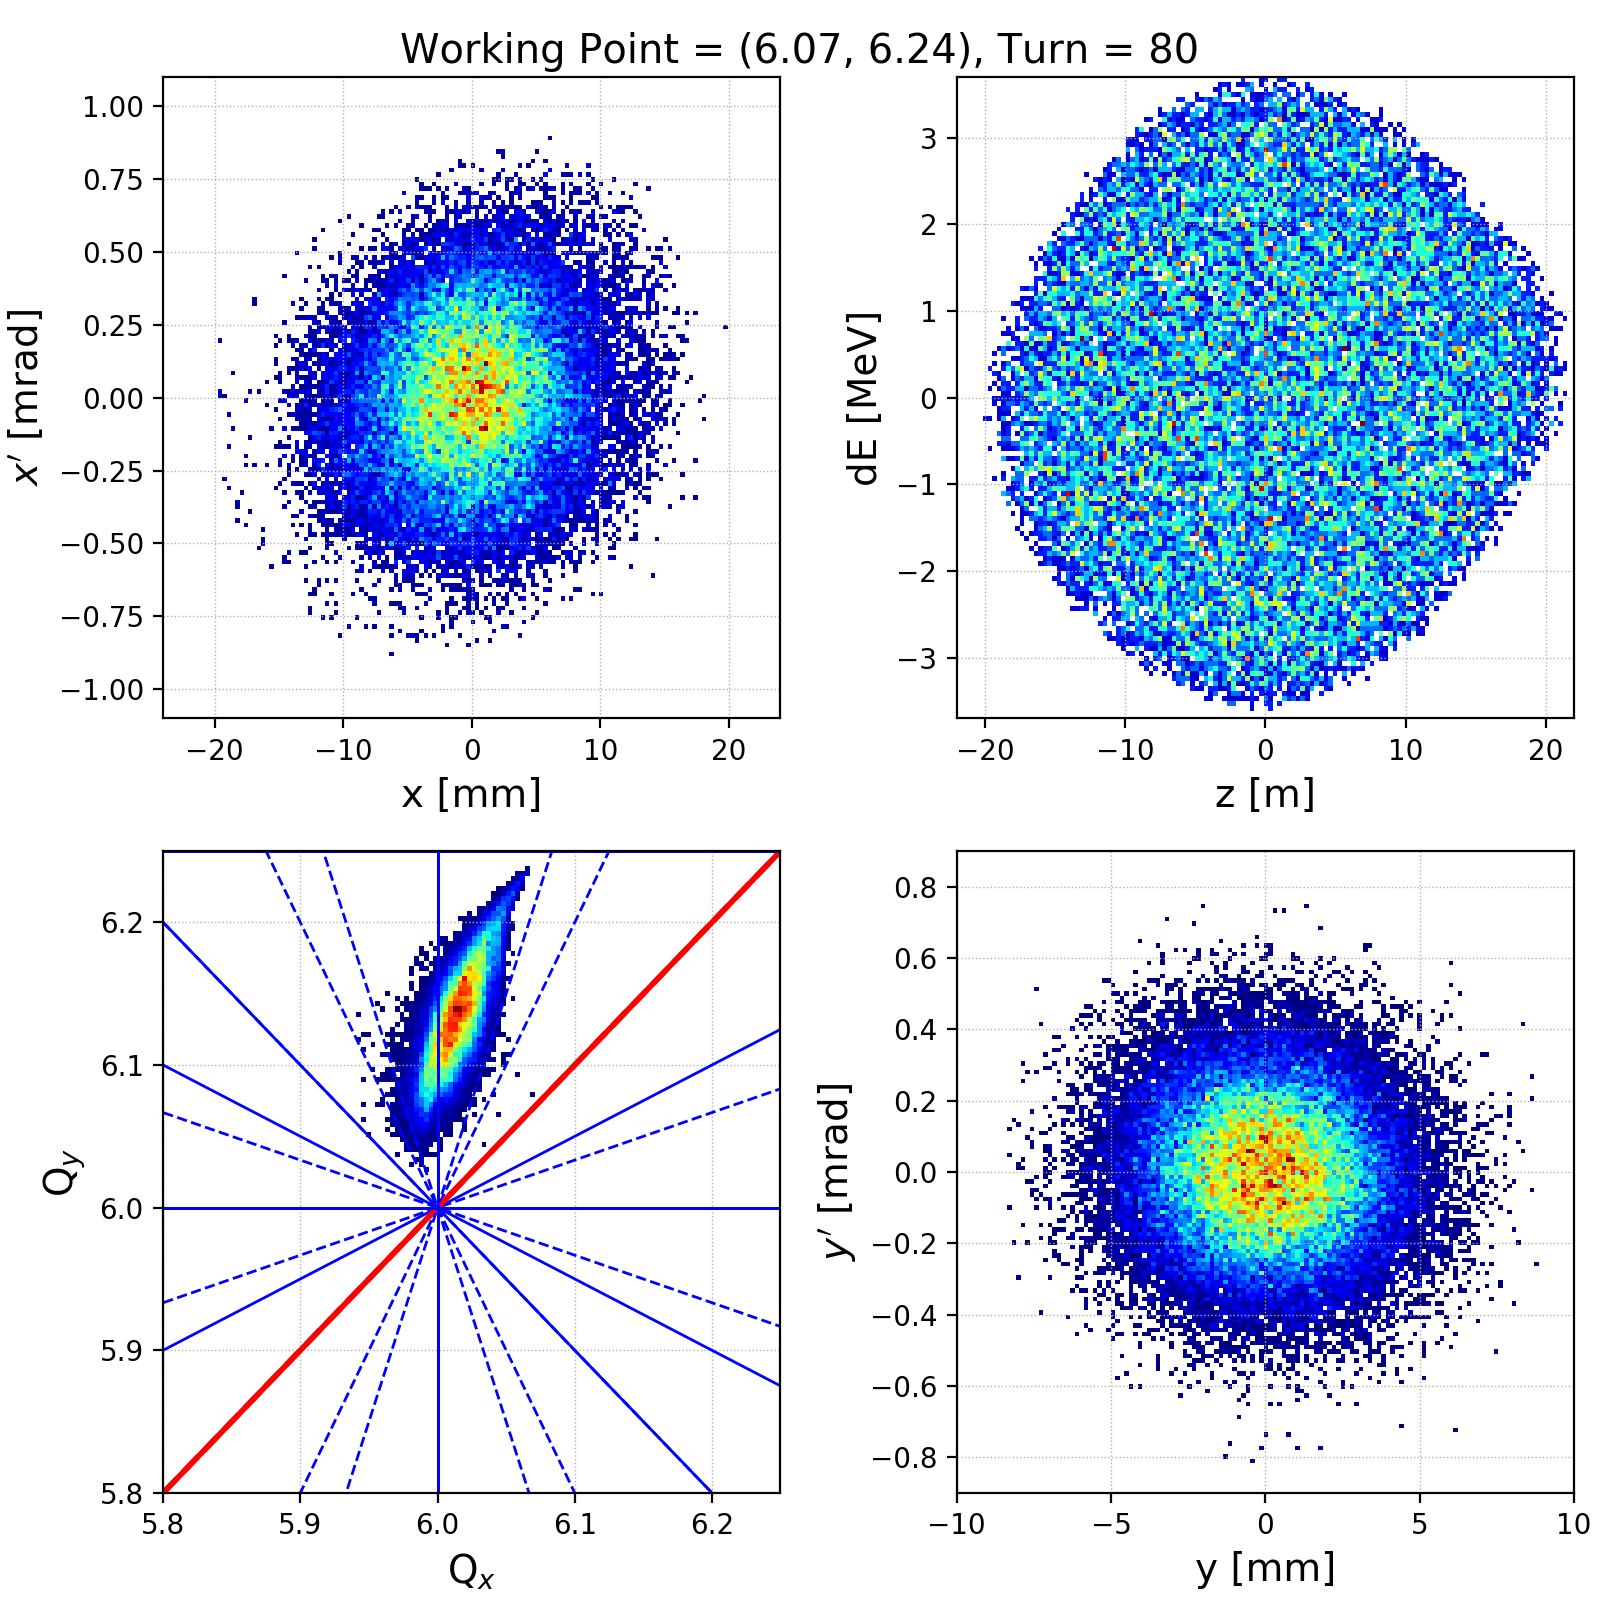 Working Point = (6.07, 6.24), Turn = 80
1.00
0.75
0.50
0.25
0.00
−0.25
−0.50
−0.75
−1.00
x′ [mrad]
−20 −10 0 10 20
x [mm]
3
2
1
0
−1
−2
−3
dE [MeV]
−20 −10 0 10 20
z [m]
6.2
6.1
6.0
5.9
5.8
Qy
5.8 5.9 6.0 6.1 6.2
Qx
0.8
0.6
0.4
0.2
0.0
−0.2
−0.4
−0.6
−0.8
y′ [mrad]
−10 −5 0 5 10
y [mm]